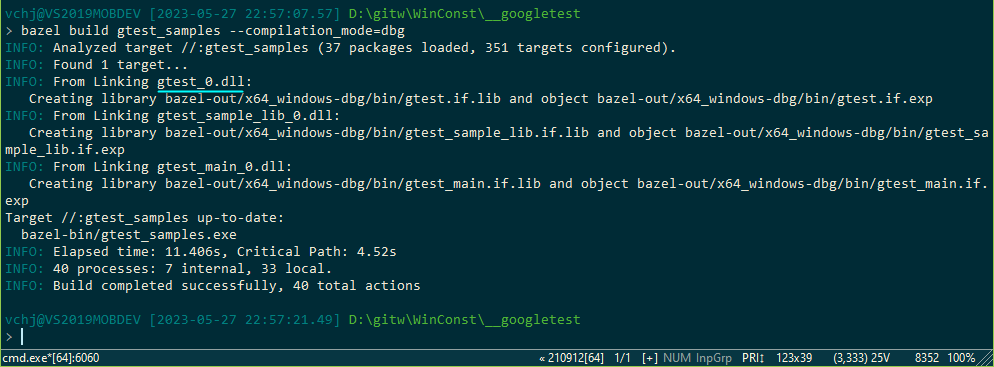 vchj@VS2019MOBDEV [2023-05-27 22:57:07.57] D:\gitw\WinConst\__googletest
> bazel build gtest_samples --compilation_mode=dbg
INFO: Analyzed target //:gtest_samples (37 packages loaded, 351 targets configured).
INFO: Found 1 target...
INFO: From Linking gtest_0.dll:
   Creating library bazel-out/x64_windows-dbg/bin/gtest.if.lib and object bazel-out/x64_windows-dbg/bin/gtest.if.exp
INFO: From Linking gtest_sample_lib_0.dll:
   Creating library bazel-out/x64_windows-dbg/bin/gtest_sample_lib.if.lib and object bazel-out/x64_windows-dbg/bin/gtest_sa
mple_lib.if.exp
INFO: From Linking gtest_main_0.dll:
   Creating library bazel-out/x64_windows-dbg/bin/gtest_main.if.lib and object bazel-out/x64_windows-dbg/bin/gtest_main.if.
exp
Target //:gtest_samples up-to-date:
  bazel-bin/gtest_samples.exe
INFO: Elapsed time: 11.406s, Critical Path: 4.52s
INFO: 40 processes: 7 internal, 33 local.
INFO: Build completed successfully, 40 total actions
vchj@VS2019MOBDEV [2023-05-27 22:57:21.49] D:\gitw\WinConst\__googletest
>
cmd.exe*[64]:6060 « 210912[64] 1/1 [+] NUM InpGrp PRI↕ 123x39 (3,333) 25V 8352 100%